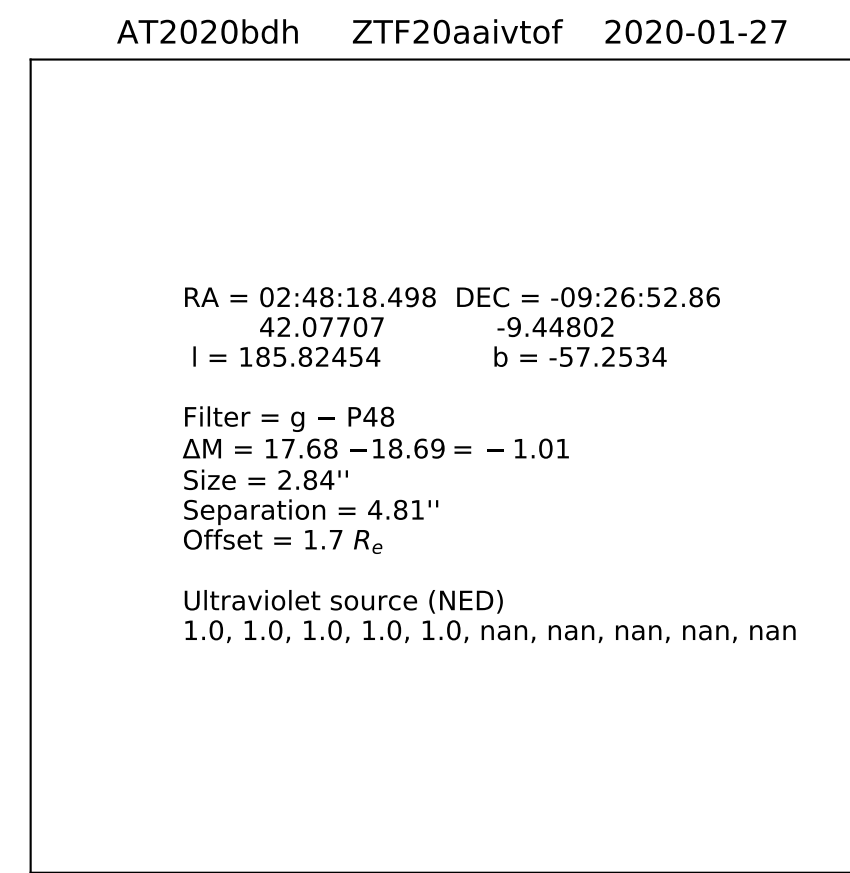 AT2020bdh ZTF20aaivtof 2020-01-27
RA = 02:48:18.498 DEC = -09:26:52.86
42.07707 -9.44802
l = 185.82454 b = -57.2534
Filter = g − P48
ΔM = 17.68 −18.69 = − 1.01
Size = 2.84''
Separation = 4.81''
Offset = 1.7 Re
Ultraviolet source (NED)
1.0, 1.0, 1.0, 1.0, 1.0, nan, nan, nan, nan, nan